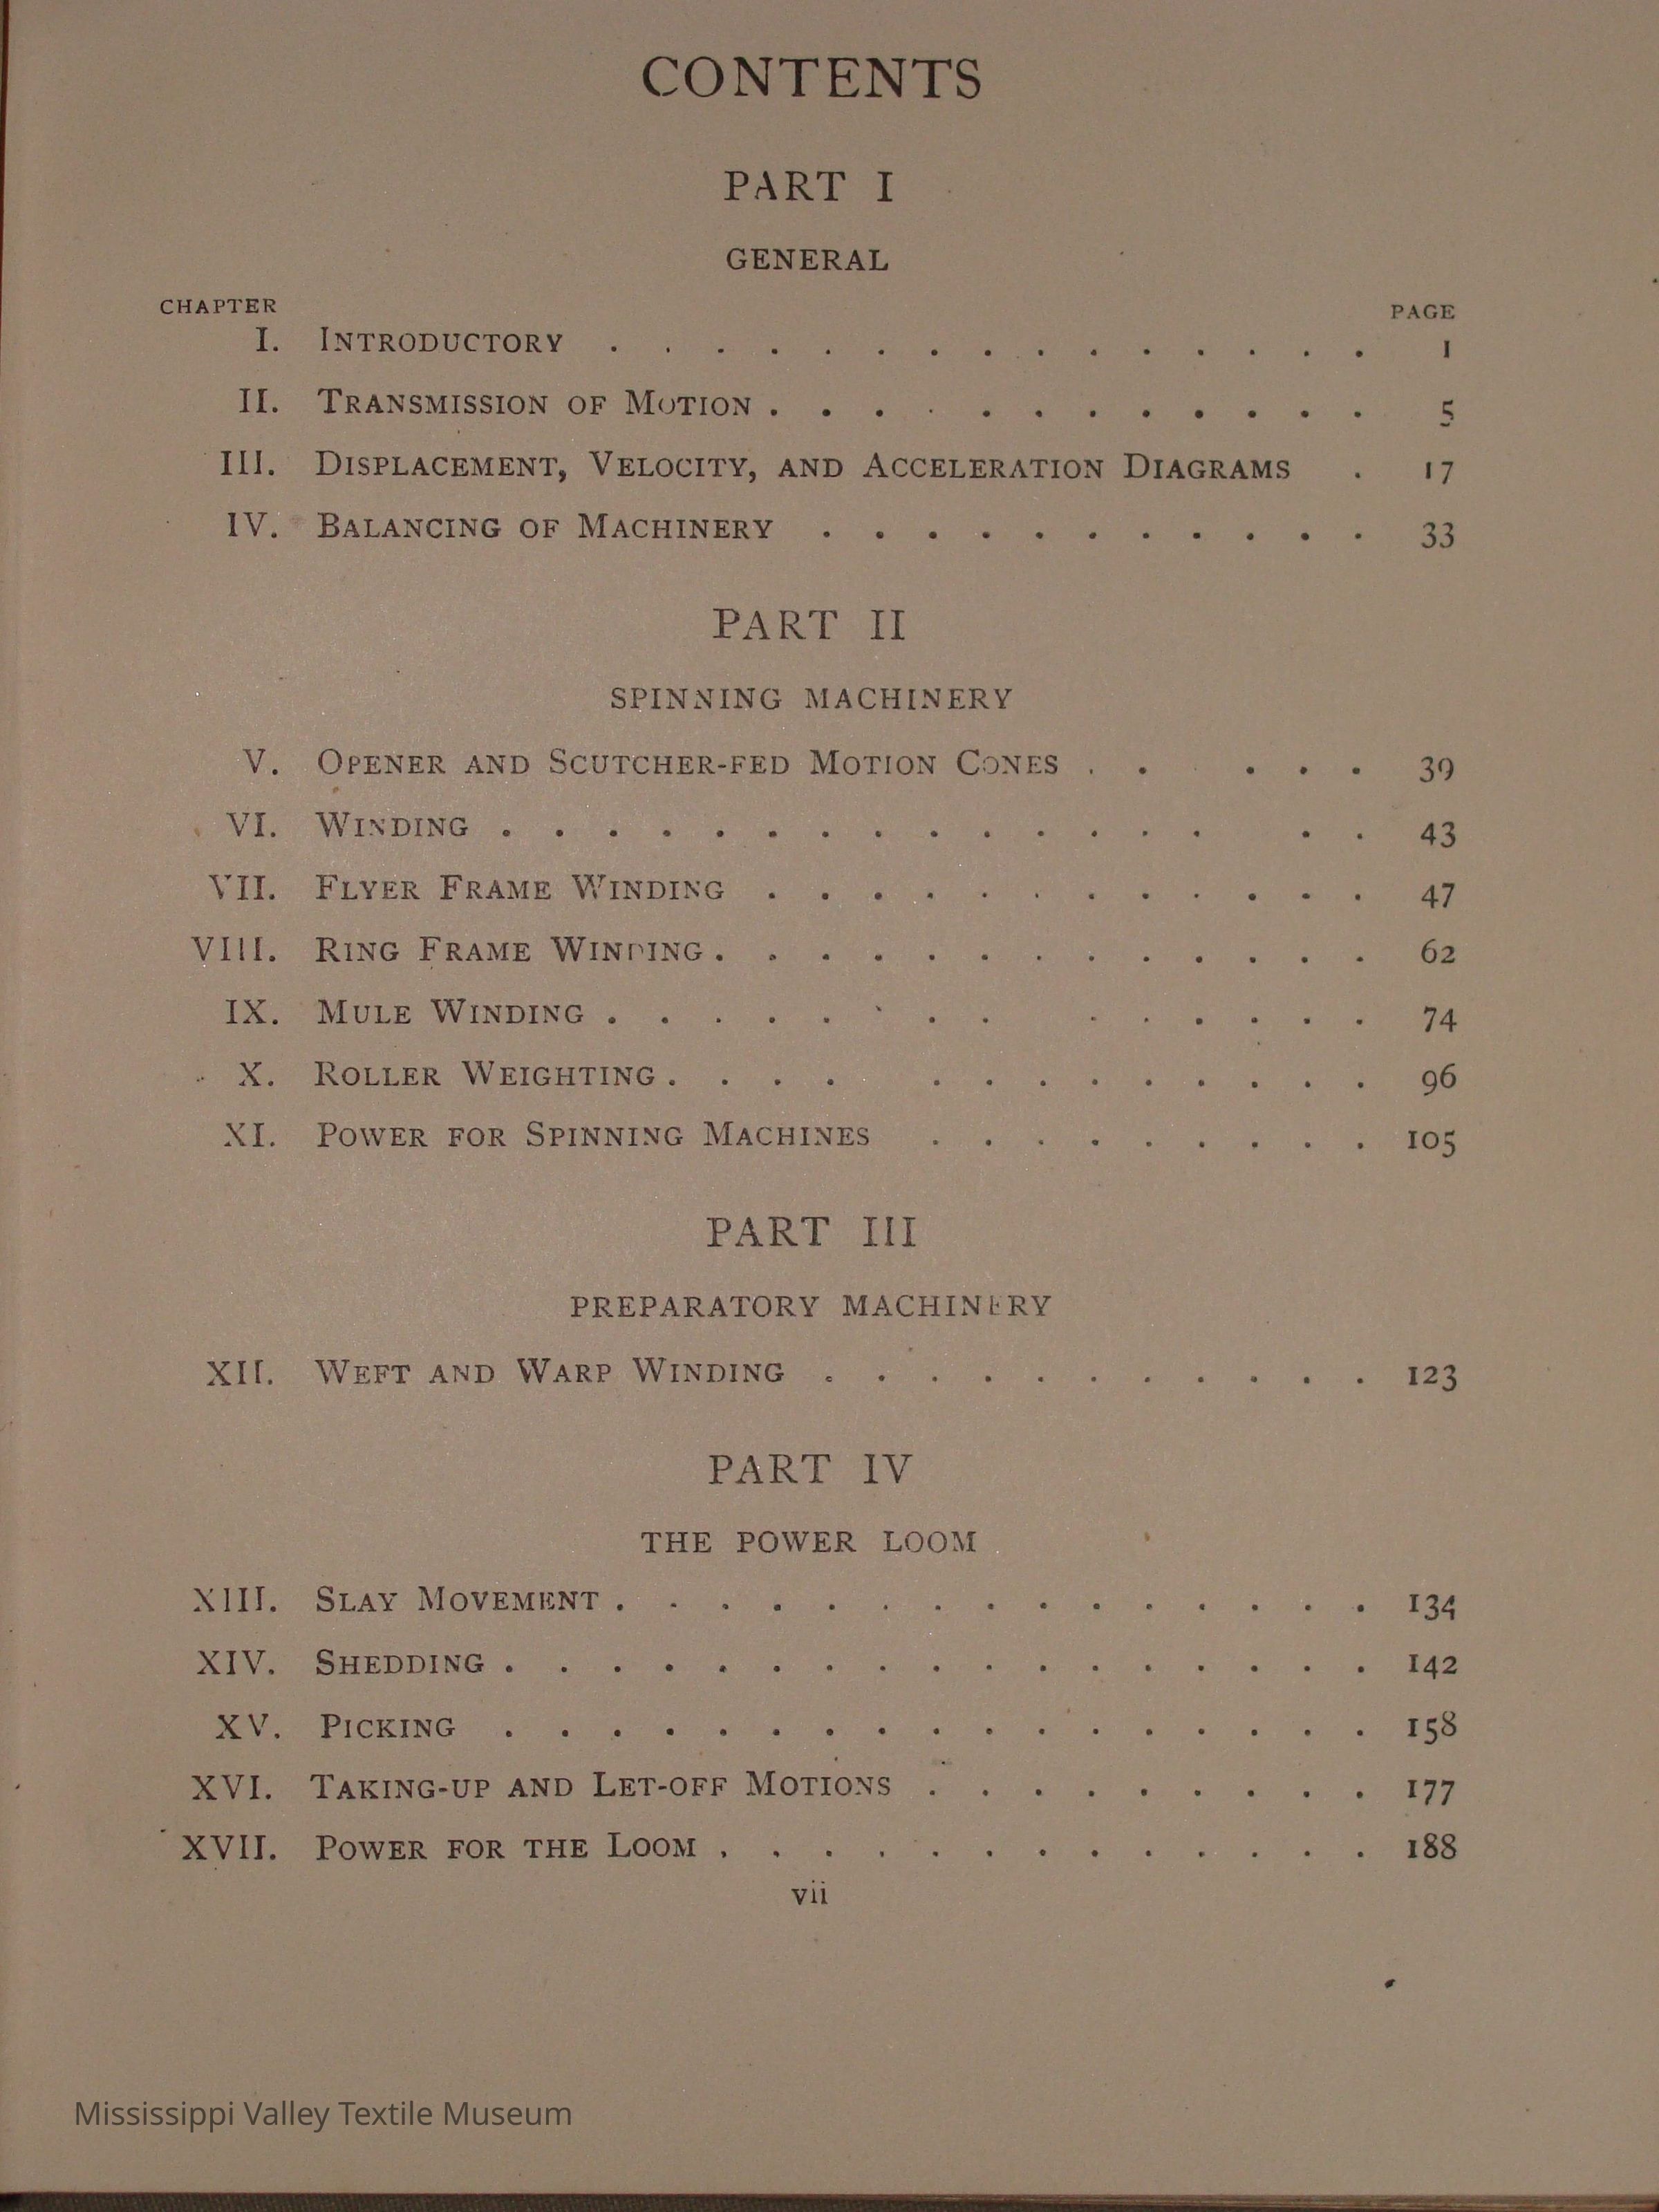 CONTENTS
PART I
GENERAL
CHAPTER PAGE
I. INTRODUCTORY . . . . . . . . . . . . . . . 1
II. TRANSMISSION OF MOTION . . . . . . . . . . . . 5
III. DISPLACEMENT, VELOCITY, AND ACCELERATION DIAGRAMS . 17
IV. BALANCING OF MACHINERY . . . . . . . . . . . 33
PART II
SPINNING MACHINERY
V. OPENER AND SCUTCHER-FED MOTION CONES . . . . . 39
VI. WINDING . . . . . . . . . . . . . . . . 43
VII. FLYER FRAME WINDING . . . . . . . . . . . . 47
VIII. RING FRAME WINDING . . . . . . . . . . . . . 62
IX. MULE WINDING . . . . . . . . . . . . . . 74
X. ROLLER WEIGHTING . . . . . . . . . . . . . 96
XI. POWER FOR SPINNING MACHINES . . . . . . . . . 105
PART III
PREPARATORY MACHINERY
XII. WEFT AND WARP WINDING . . . . . . . . . . . 123
PART IV
THE POWER LOOM
XIII. SLAY MOVEMENT . . . . . . . . . . . . . . . 134
XIV. SHEDDING . . . . . . . . . . . . . . . . . 142
XV. PICKING . . . . . . . . . . . . . . . . . 158
XVI. TAKING-UP AND LET-OFF MOTIONS . . . . . . . . . 177
XVII. POWER FOR THE LOOM . . . . . . . . . . . . . 188
vii
Mississippi Valley Textile Museum